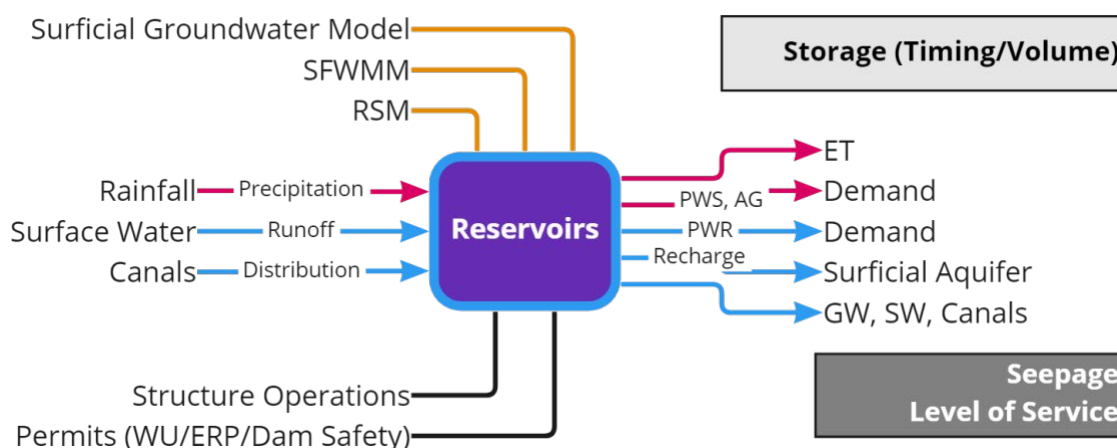 Surficial Groundwater Model
SFWMM
RSM
Storage (Timing/Volume)
Rainfall
Precipitation
Surface Water
Runoff
Canals
Distribution
Reservoirs
ET
PWS, AG
Demand
PWR
Demand
Recharge
Surficial Aquifer
GW, SW, Canals
Structure Operations
Permits (WU/ERP/Dam Safety)
Seepage
Level of Service